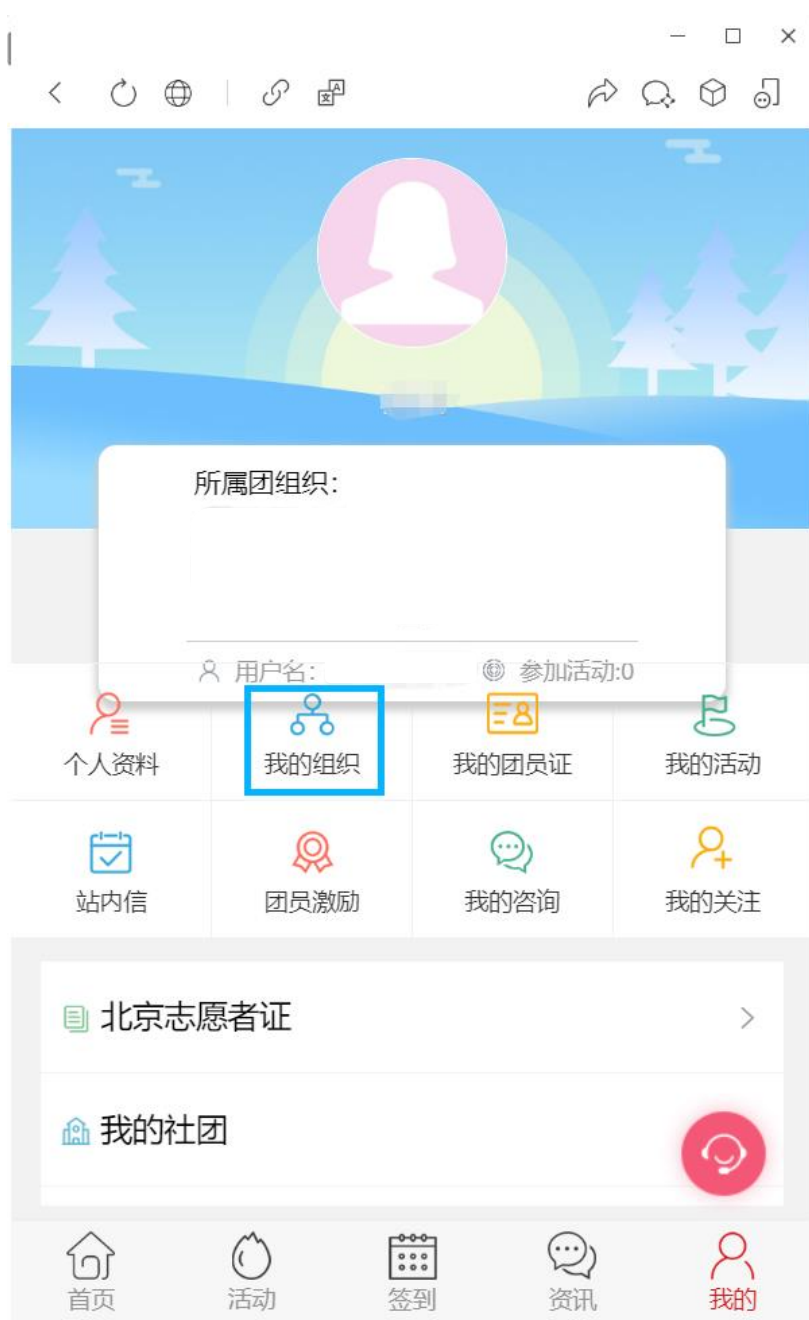 所属团组织：
用户名：
参加活动:0
个人资料
我的组织
我的团员证
我的活动
站内信
团员激励
我的咨询
我的关注
北京志愿者证
我的社团
首页
活动
签到
资讯
我的